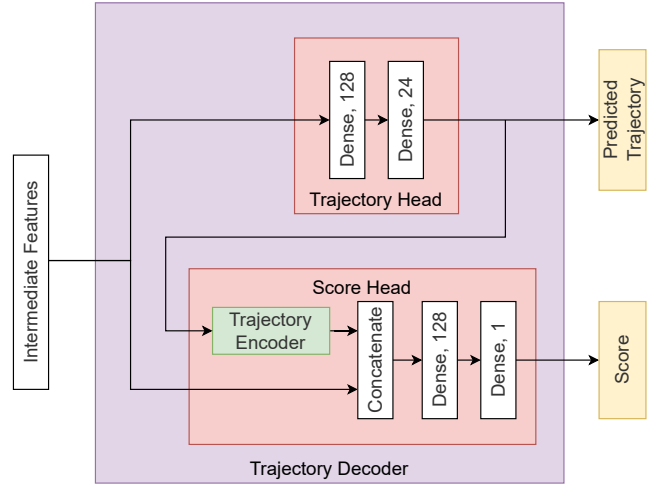 Intermediate Features
Dense, 128
Dense, 24
Trajectory Head
Predicted
Trajectory
Score Head
Trajectory
Encoder
Concatenate
Dense, 128
Dense, 1
Score
Trajectory Decoder